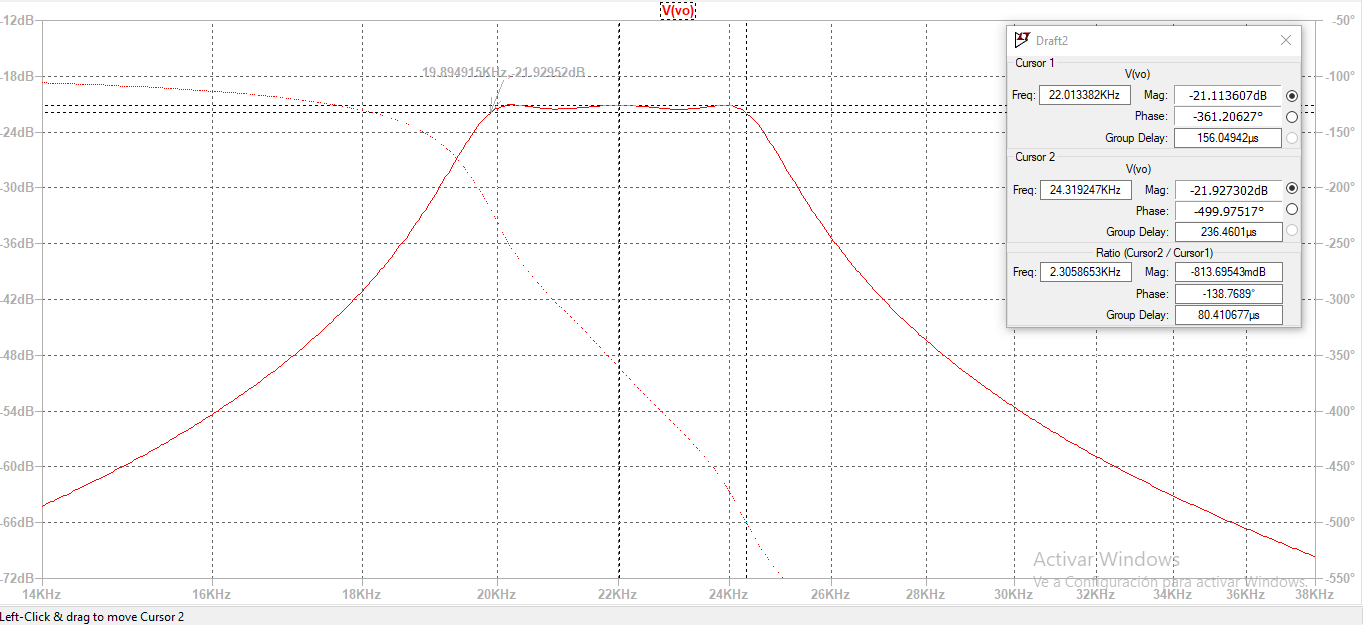 V(vo)
-12dB
-18dB
-24dB
-30dB
-36dB
-42dB
-48dB
-54dB
-60dB
-66dB
-72dB
19.894915KHz,-21.92952dB
-50°
-100°
-150°
-200°
-250°
-300°
-350°
-400°
-450°
-500°
-550°
14KHz 16KHz 18KHz 20KHz 22KHz 24KHz 26KHz 28KHz 30KHz 32KHz 34KHz 36KHz 38KHz
Draft2
Cursor 1
V(vo)
Freq: 22.013382KHz Mag: -21.113607dB
Phase: -361.20627°
Group Delay: 156.04942µs
Cursor 2
V(vo)
Freq: 24.319247KHz Mag: -21.927302dB
Phase: -499.97517°
Group Delay: 236.4601µs
Ratio (Cursor2 / Cursor1)
Freq: 2.3058653KHz Mag: -813.69543mdB
Phase: -138.7689°
Group Delay: 80.410677µs
Activar Windows
Ve a Configuración para activar Windows.
Left-Click & drag to move Cursor 2